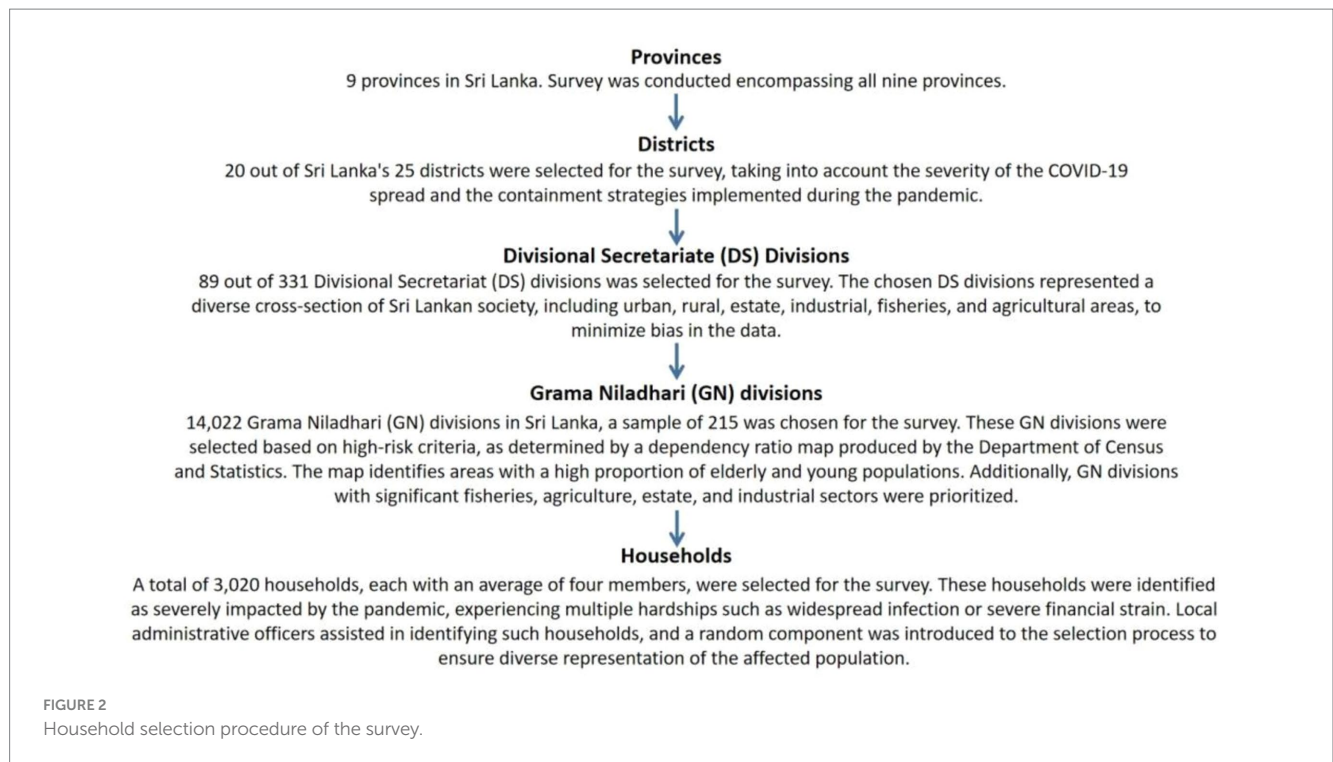 Provinces
9 provinces in Sri Lanka. Survey was conducted encompassing all nine provinces.
Districts
20 out of Sri Lanka's 25 districts were selected for the survey, taking into account the severity of the COVID-19
spread and the containment strategies implemented during the pandemic.
Divisional Secretariate (DS) Divisions
89 out of 331 Divisional Secretariat (DS) divisions was selected for the survey. The chosen DS divisions represented a
diverse cross-section of Sri Lankan society, including urban, rural, estate, industrial, fisheries, and agricultural areas, to
minimize bias in the data.
Grama Niladhari (GN) divisions
14,022 Grama Niladhari (GN) divisions in Sri Lanka, a sample of 215 was chosen for the survey. These GN divisions were
selected based on high-risk criteria, as determined by a dependency ratio map produced by the Department of Census
and Statistics. The map identifies areas with a high proportion of elderly and young populations. Additionally, GN divisions
with significant fisheries, agriculture, estate, and industrial sectors were prioritized.
Households
A total of 3,020 households, each with an average of four members, were selected for the survey. These households were identified
as severely impacted by the pandemic, experiencing multiple hardships such as widespread infection or severe financial strain. Local
administrative officers assisted in identifying such households, and a random component was introduced to the selection process to
ensure diverse representation of the affected population.
FIGURE 2
Household selection procedure of the survey.